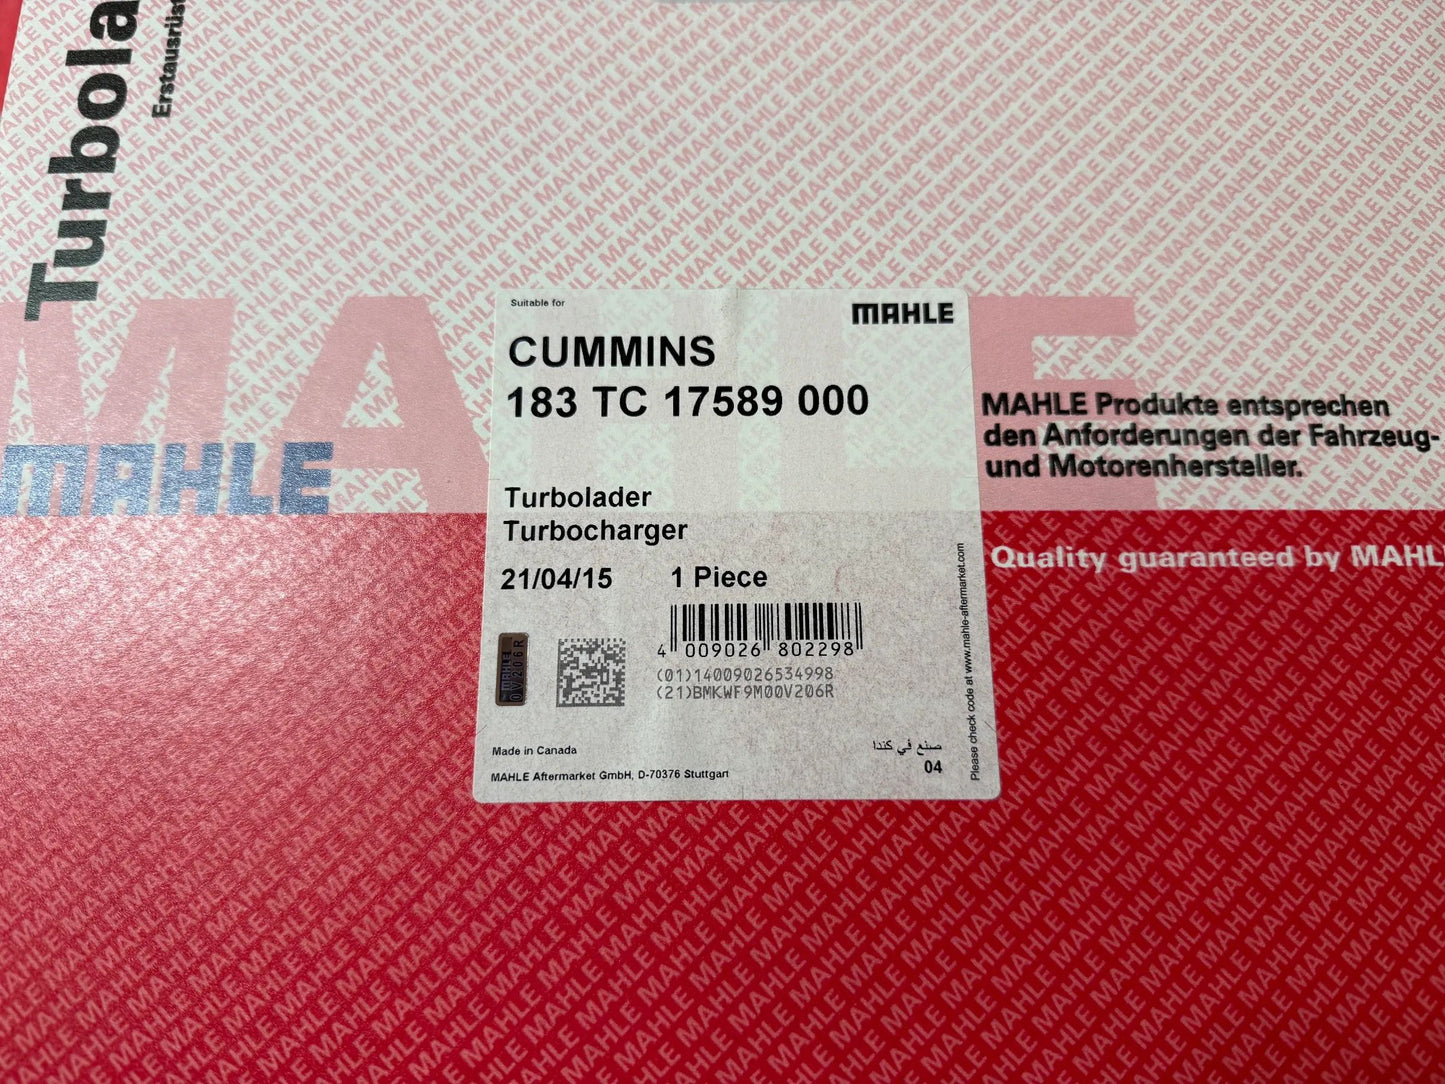 Turbola
Erstausrüst
MAHLE
MAHLE
Suitable for
MAHLE
CUMMINS
183 TC 17589 000
Turbolader
Turbocharger
21/04/15 1 Piece
4 009026 802298
(01)14009026534998
(21)BMKWF9M00V206R
MAHLE
0V206R
Made in Canada
صنع في كندا
MAHLE Aftermarket GmbH, D-70376 Stuttgart
04
Please check code at www.mahle-aftermarket.com
MAHLE Produkte entsprechen
den Anforderungen der Fahrzeug-
und Motorenhersteller.
Quality guaranteed by MAHL